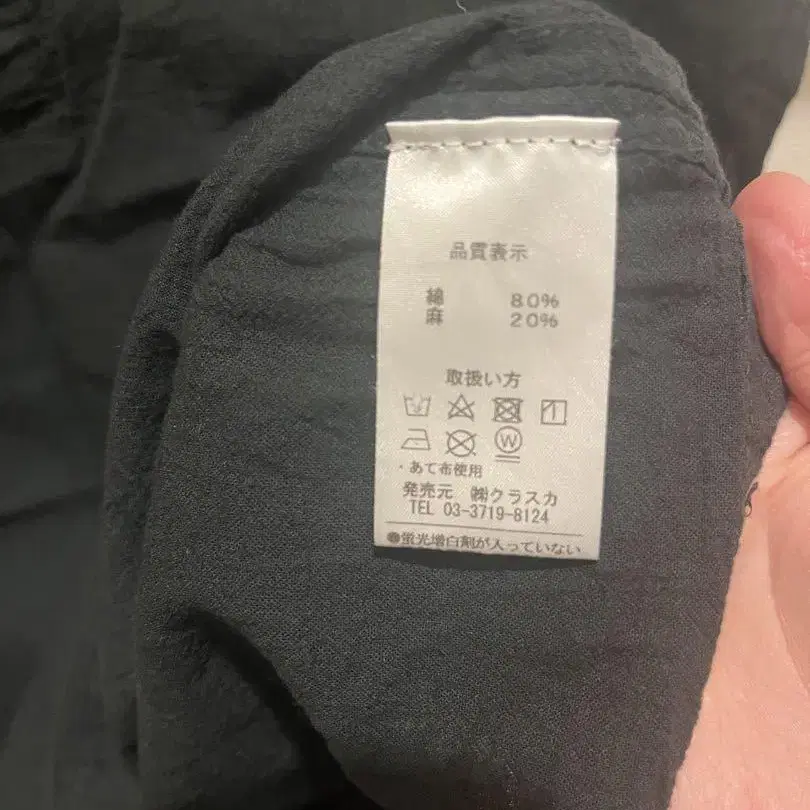 品質表示
綿 80%
麻 20%
取扱い方
W
・あて布使用
発売元 ㈱クラスカ
TEL 03-3719-8124
●蛍光増白剤が入っていない